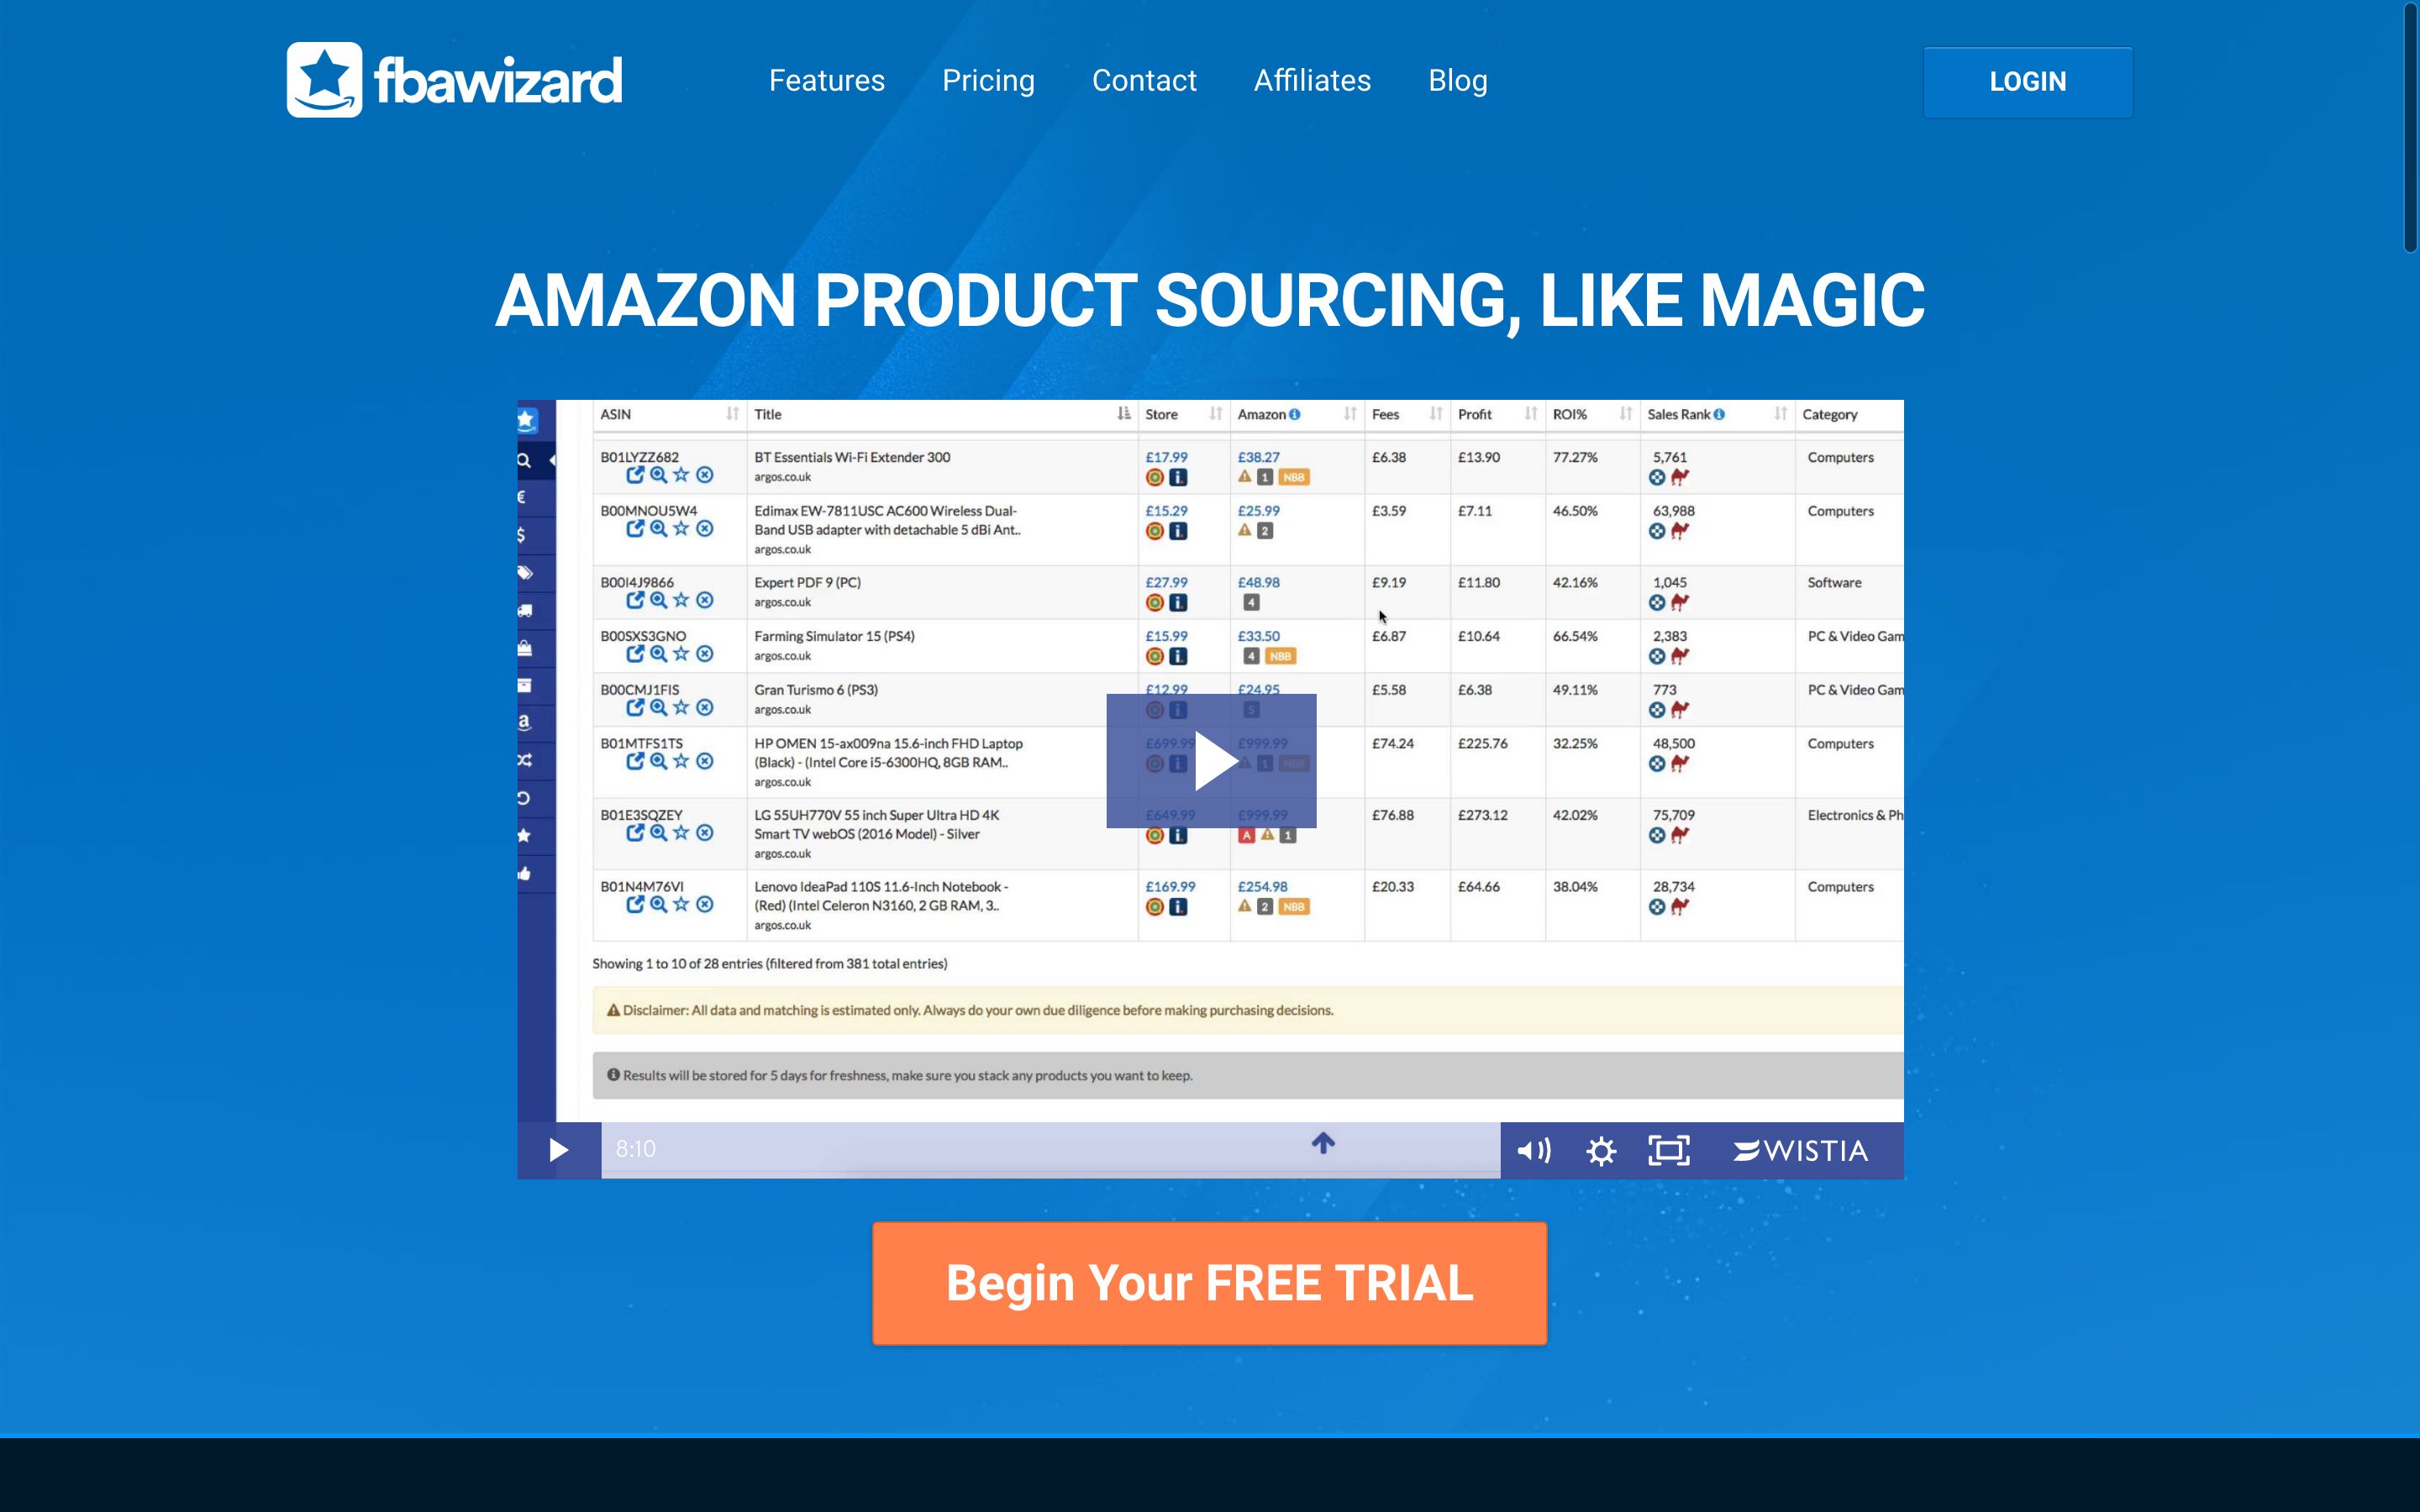 fbawizard
Features Pricing Contact Affiliates Blog
LOGIN
AMAZON PRODUCT SOURCING, LIKE MAGIC
ASIN Title Store Amazon Fees Profit ROI% Sales Rank Category
B01LYZZ682 BT Essentials Wi-Fi Extender 300 £17.99 £38.27 £6.38 £13.90 77.27% 5,761 Computers
argos.co.uk 1 NBB
B00MNOU5W4 Edimax EW-7811USC AC600 Wireless Dual- £15.29 £25.99 £3.59 £7.11 46.50% 63,988 Computers
Band USB adapter with detachable 5 dBi Ant.. 2
argos.co.uk
B00I4J9866 Expert PDF 9 (PC) £27.99 £48.98 £9.19 £11.80 42.16% 1,045 Software
argos.co.uk 4
B00SXS3GNO Farming Simulator 15 (PS4) £15.99 £33.50 £6.87 £10.64 66.54% 2,383 PC & Video Gam
argos.co.uk 4 NBB
B00CMJ1FIS Gran Turismo 6 (PS3) £12.99 £24.95 £5.58 £6.38 49.11% 773 PC & Video Gam
argos.co.uk 5
B01MTFS1TS HP OMEN 15-ax009na 15.6-inch FHD Laptop £699.99 £999.99 £74.24 £225.76 32.25% 48,500 Computers
(Black) - (Intel Core i5-6300HQ, 8GB RAM.. 1 NBB
argos.co.uk
B01E3SQZEY LG 55UH770V 55 inch Super Ultra HD 4K £649.99 £999.99 £76.88 £273.12 42.02% 75,709 Electronics & Ph
Smart TV webOS (2016 Model) - Silver A 1
argos.co.uk
B01N4M76VI Lenovo IdeaPad 110S 11.6-Inch Notebook - £169.99 £254.98 £20.33 £64.66 38.04% 28,734 Computers
(Red) (Intel Celeron N3160, 2 GB RAM, 3.. 2 NBB
argos.co.uk
Showing 1 to 10 of 28 entries (filtered from 381 total entries)
Disclaimer: All data and matching is estimated only. Always do your own due diligence before making purchasing decisions.
Results will be stored for 5 days for freshness, make sure you stack any products you want to keep.
8:10 WISTIA
Begin Your FREE TRIAL